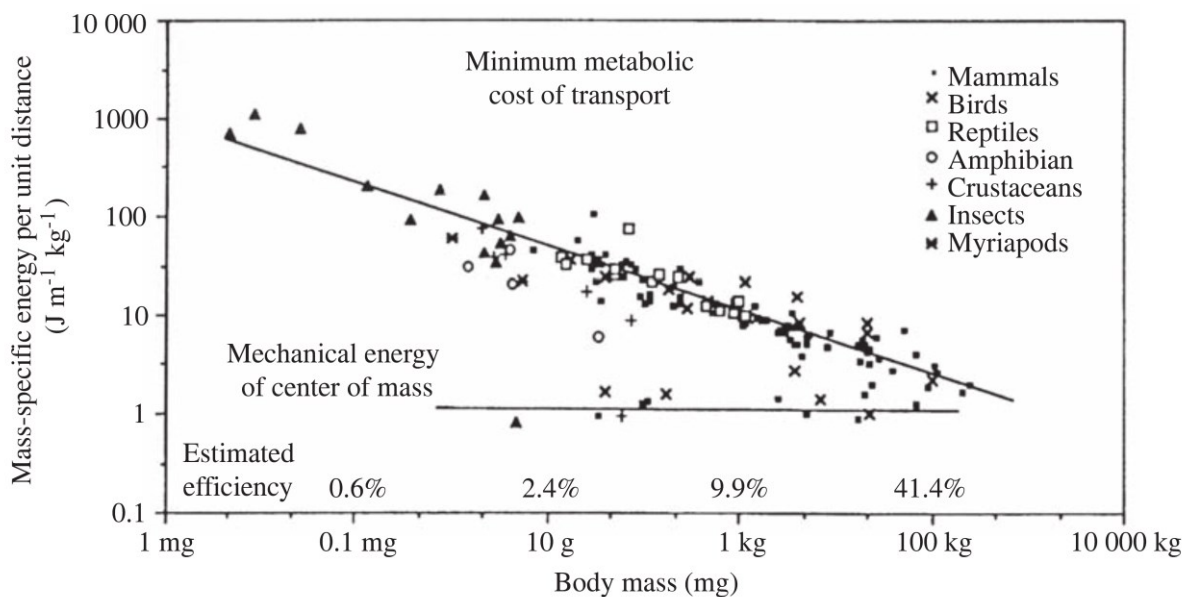 Mass-specific energy per unit distance
(J m⁻¹ kg⁻¹)
10 000
1000
100
10
1
0.1
Minimum metabolic
cost of transport
Mammals
Birds
Reptiles
Amphibian
Crustaceans
Insects
Myriapods
Mechanical energy
of center of mass
Estimated
efficiency
0.6% 2.4% 9.9% 41.4%
1 mg 0.1 mg 10 g 1 kg 100 kg 10 000 kg
Body mass (mg)